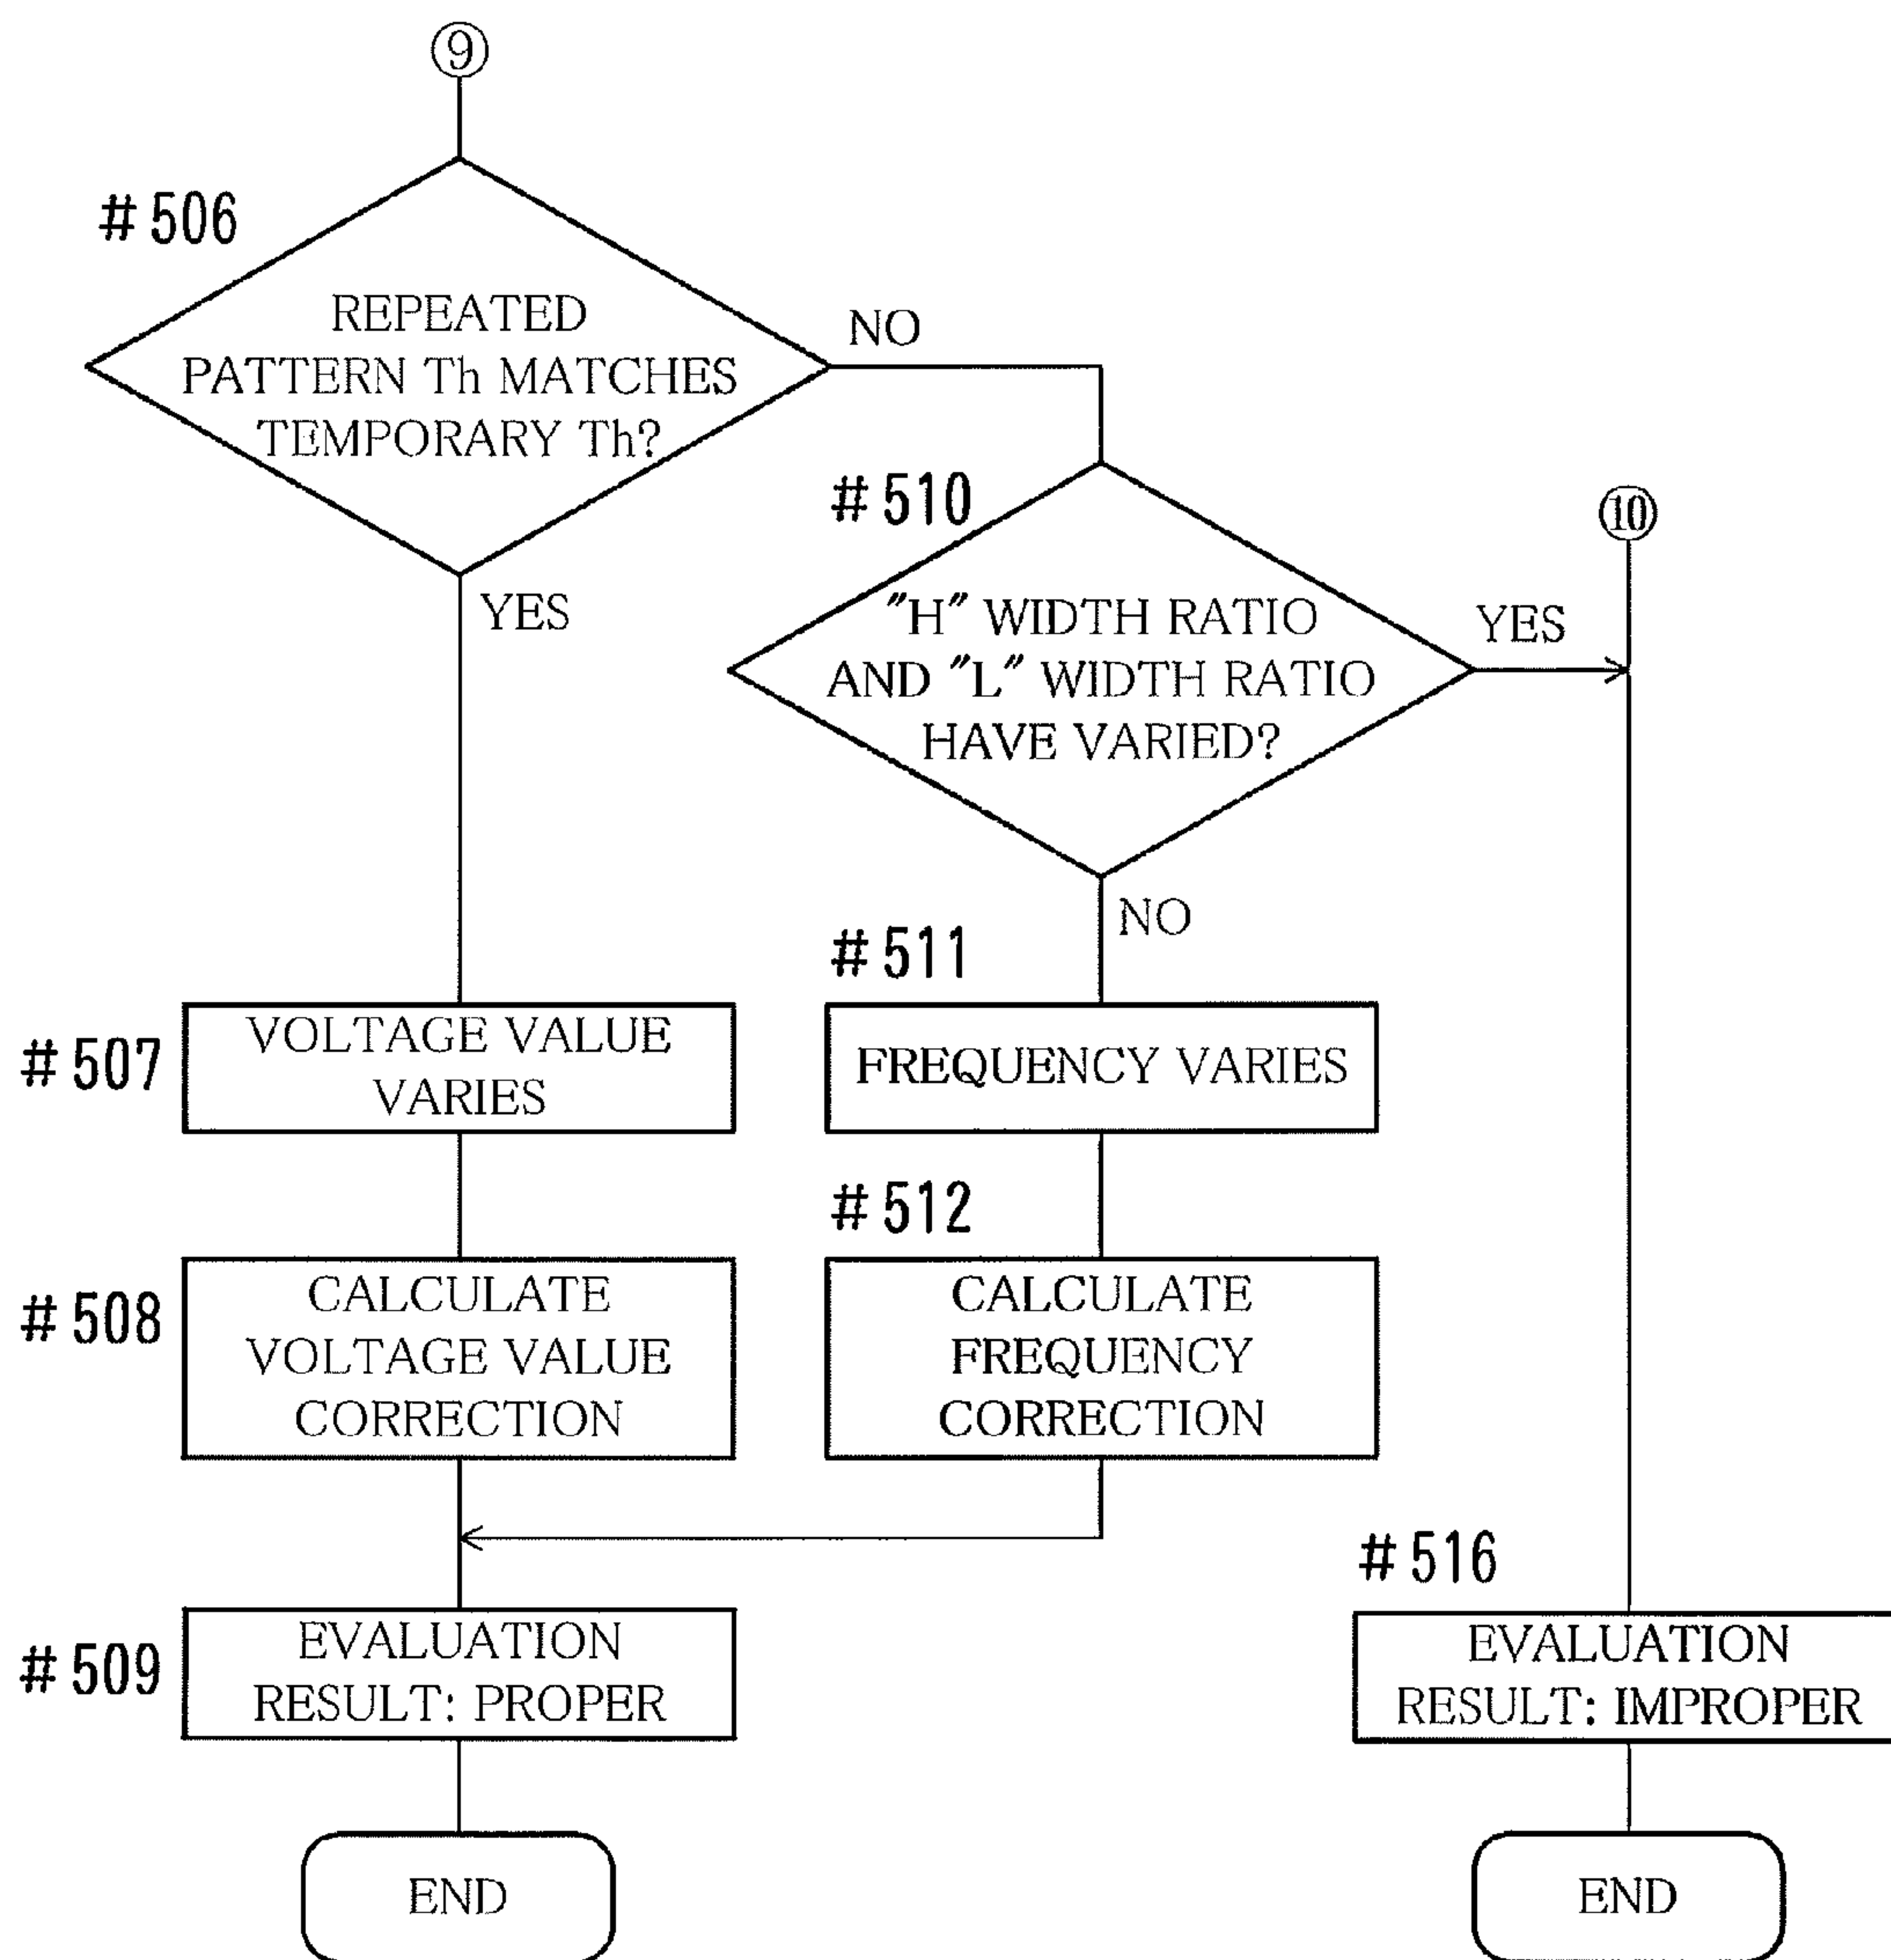 ⑨
#506
REPEATED
PATTERN Th MATCHES
TEMPORARY Th?
NO
YES
#510
"H" WIDTH RATIO
AND "L" WIDTH RATIO
HAVE VARIED?
YES
NO
⑩
#507
VOLTAGE VALUE
VARIES
#511
FREQUENCY VARIES
#508
CALCULATE
VOLTAGE VALUE
CORRECTION
#512
CALCULATE
FREQUENCY
CORRECTION
#509
EVALUATION
RESULT: PROPER
#516
EVALUATION
RESULT: IMPROPER
END
END